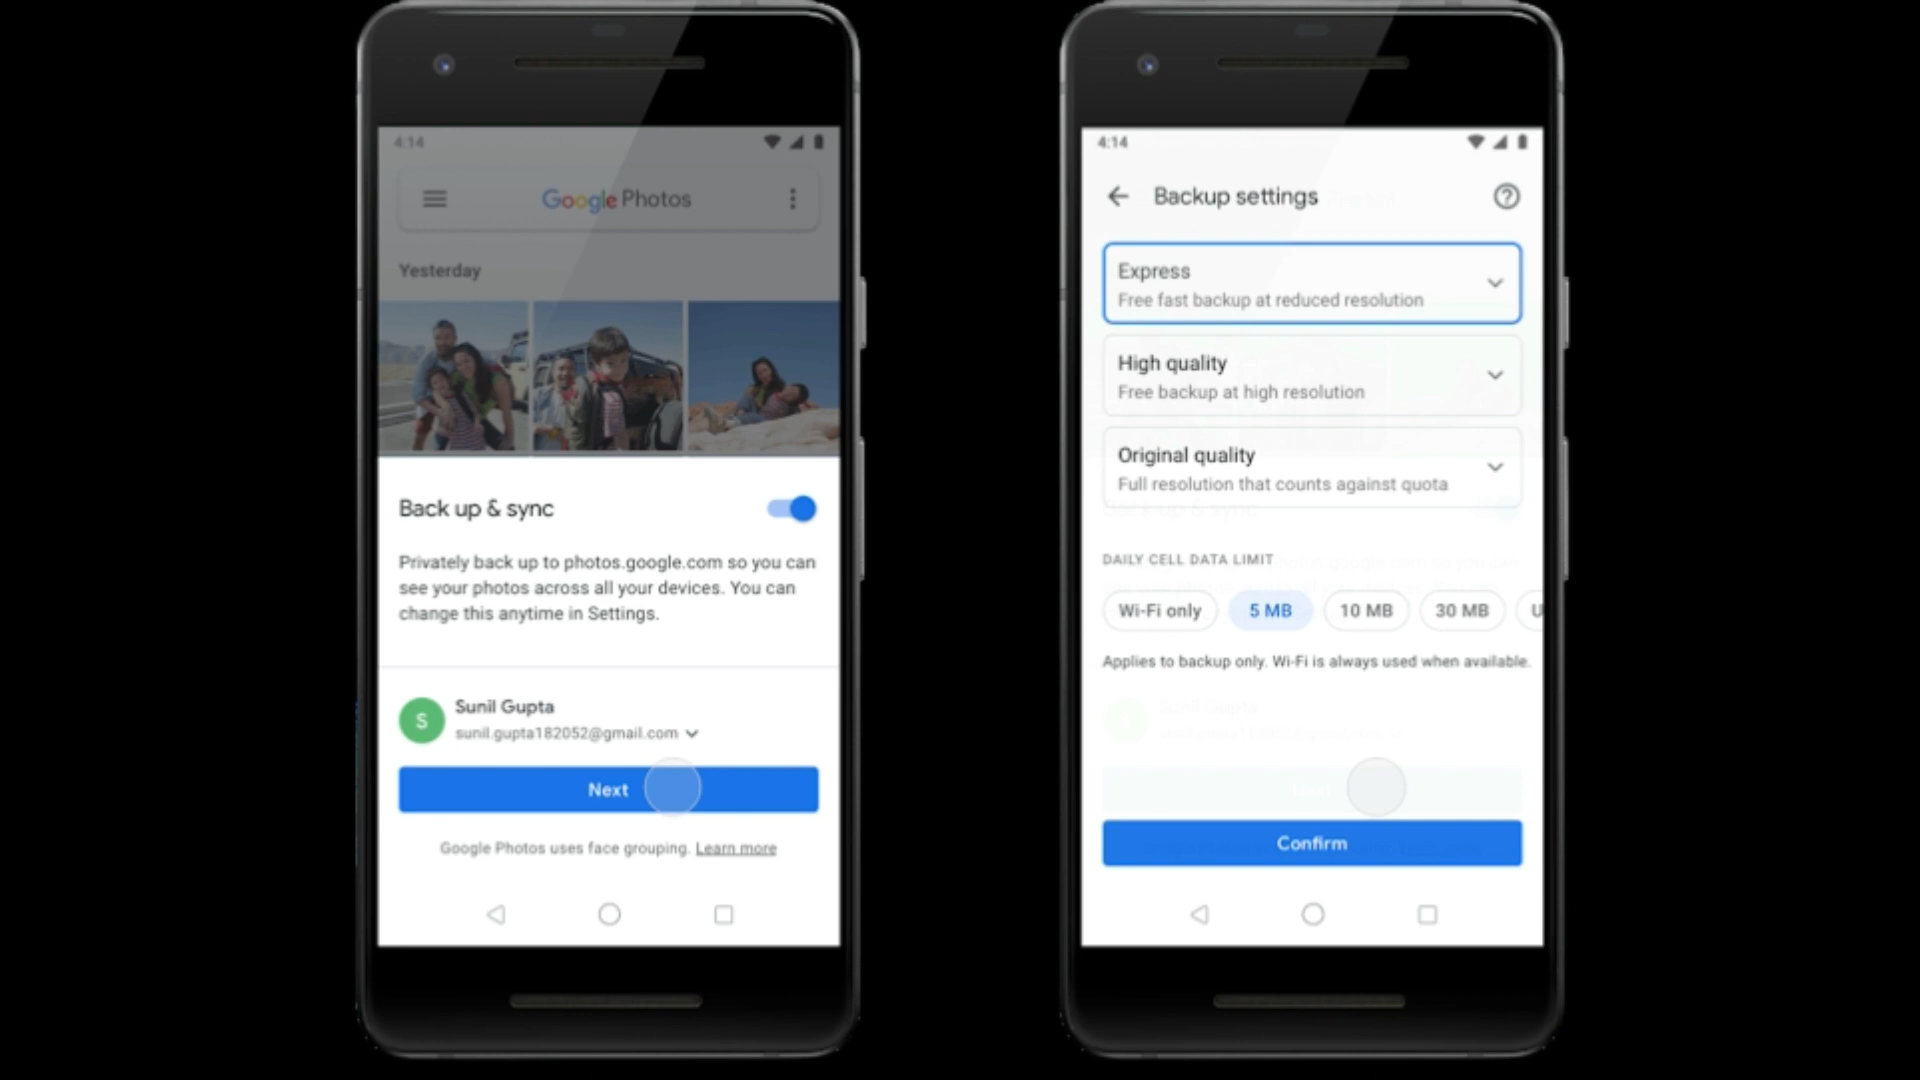 4:14
Google Photos
Yesterday
Back up & sync
Privately back up to photos.google.com so you can
see your photos across all your devices. You can
change this anytime in Settings.
S
Sunil Gupta
sunil.gupta182052@gmail.com
Next
Google Photos uses face grouping. Learn more
4:14
Backup settings
Express
Free fast backup at reduced resolution
High quality
Free backup at high resolution
Original quality
Full resolution that counts against quota
DAILY CELL DATA LIMIT
Wi-Fi only
5 MB
10 MB
30 MB
U
Applies to backup only. Wi-Fi is always used when available.
Confirm